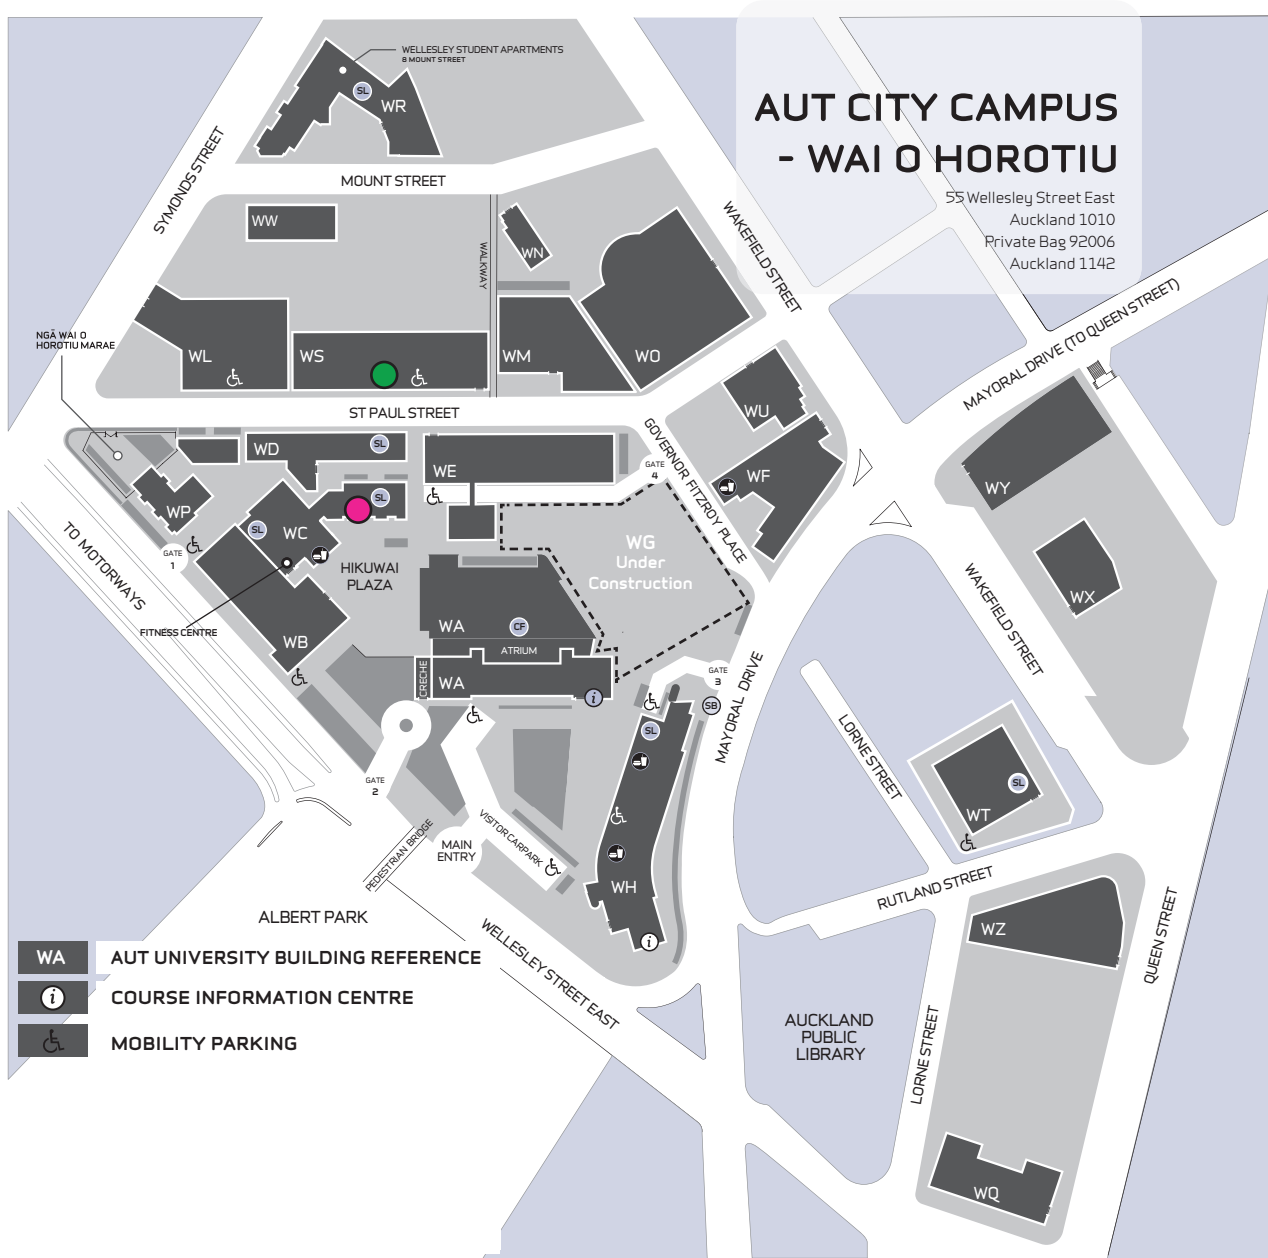 WELLESLEY STUDENT APARTMENTS
8 MOUNT STREET
SL
WR
AUT CITY CAMPUS
- WAI O HOROTIU
55 Wellesley Street East
Auckland 1010
Private Bag 92006
Auckland 1142
SYMONDS STREET
MOUNT STREET
WW
WALKWAY
WN
WAKEFIELD STREET
MAYORAL DRIVE (TO QUEEN STREET)
NGĀ WAI O
HOROTIU MARAE
WL
WS
WM
WO
ST PAUL STREET
WU
GOVERNOR FITZROY PLACE
WD
SL
WE
GATE
4
WF
WY
WP
SL
WC
SL
GATE
1
TO MOTORWAYS
HIKUWAI
PLAZA
WG
Under
Construction
WX
WAKEFIELD STREET
FITNESS CENTRE
WB
WA
CF
ATRIUM
CRECHE
WA
i
GATE
3
SB
MAYORAL DRIVE
SL
LORNE STREET
SL
WT
GATE
2
VISITOR CARPARK
PEDESTRIAN BRIDGE
MAIN
ENTRY
WH
i
RUTLAND STREET
ALBERT PARK
WELLESLEY STREET EAST
WZ
QUEEN STREET
WA
AUT UNIVERSITY BUILDING REFERENCE
i
COURSE INFORMATION CENTRE
MOBILITY PARKING
AUCKLAND
PUBLIC
LIBRARY
LORNE STREET
WQ